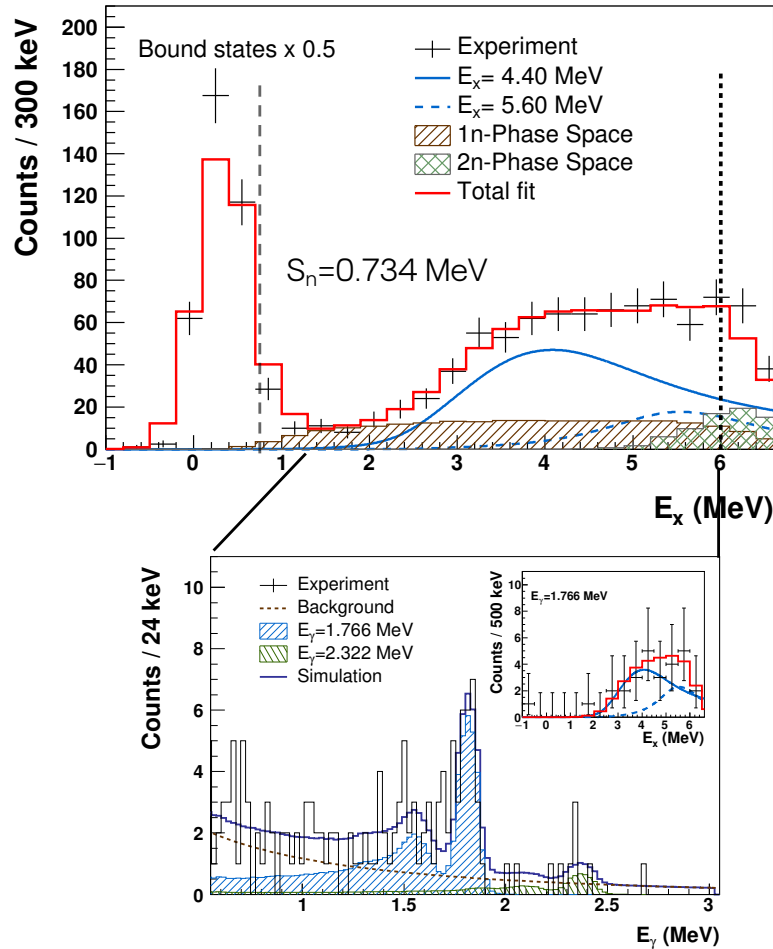 Counts / 300 keV
200
180
160
140
120
100
80
60
40
20
0
Bound states x 0.5
Experiment
E_x= 4.40 MeV
E_x= 5.60 MeV
1n-Phase Space
2n-Phase Space
Total fit
S_n=0.734 MeV
−1 0 1 2 3 4 5 6
E_x (MeV)
Counts / 24 keV
10
8
6
4
2
0
Experiment
Background
E_γ=1.766 MeV
E_γ=2.322 MeV
Simulation
Counts / 500 keV
10
8
6
4
2
0
E_γ=1.766 MeV
−1 0 1 2 3 4 5 6
E_x (MeV)
1 1.5 2 2.5 3
E_γ (MeV)